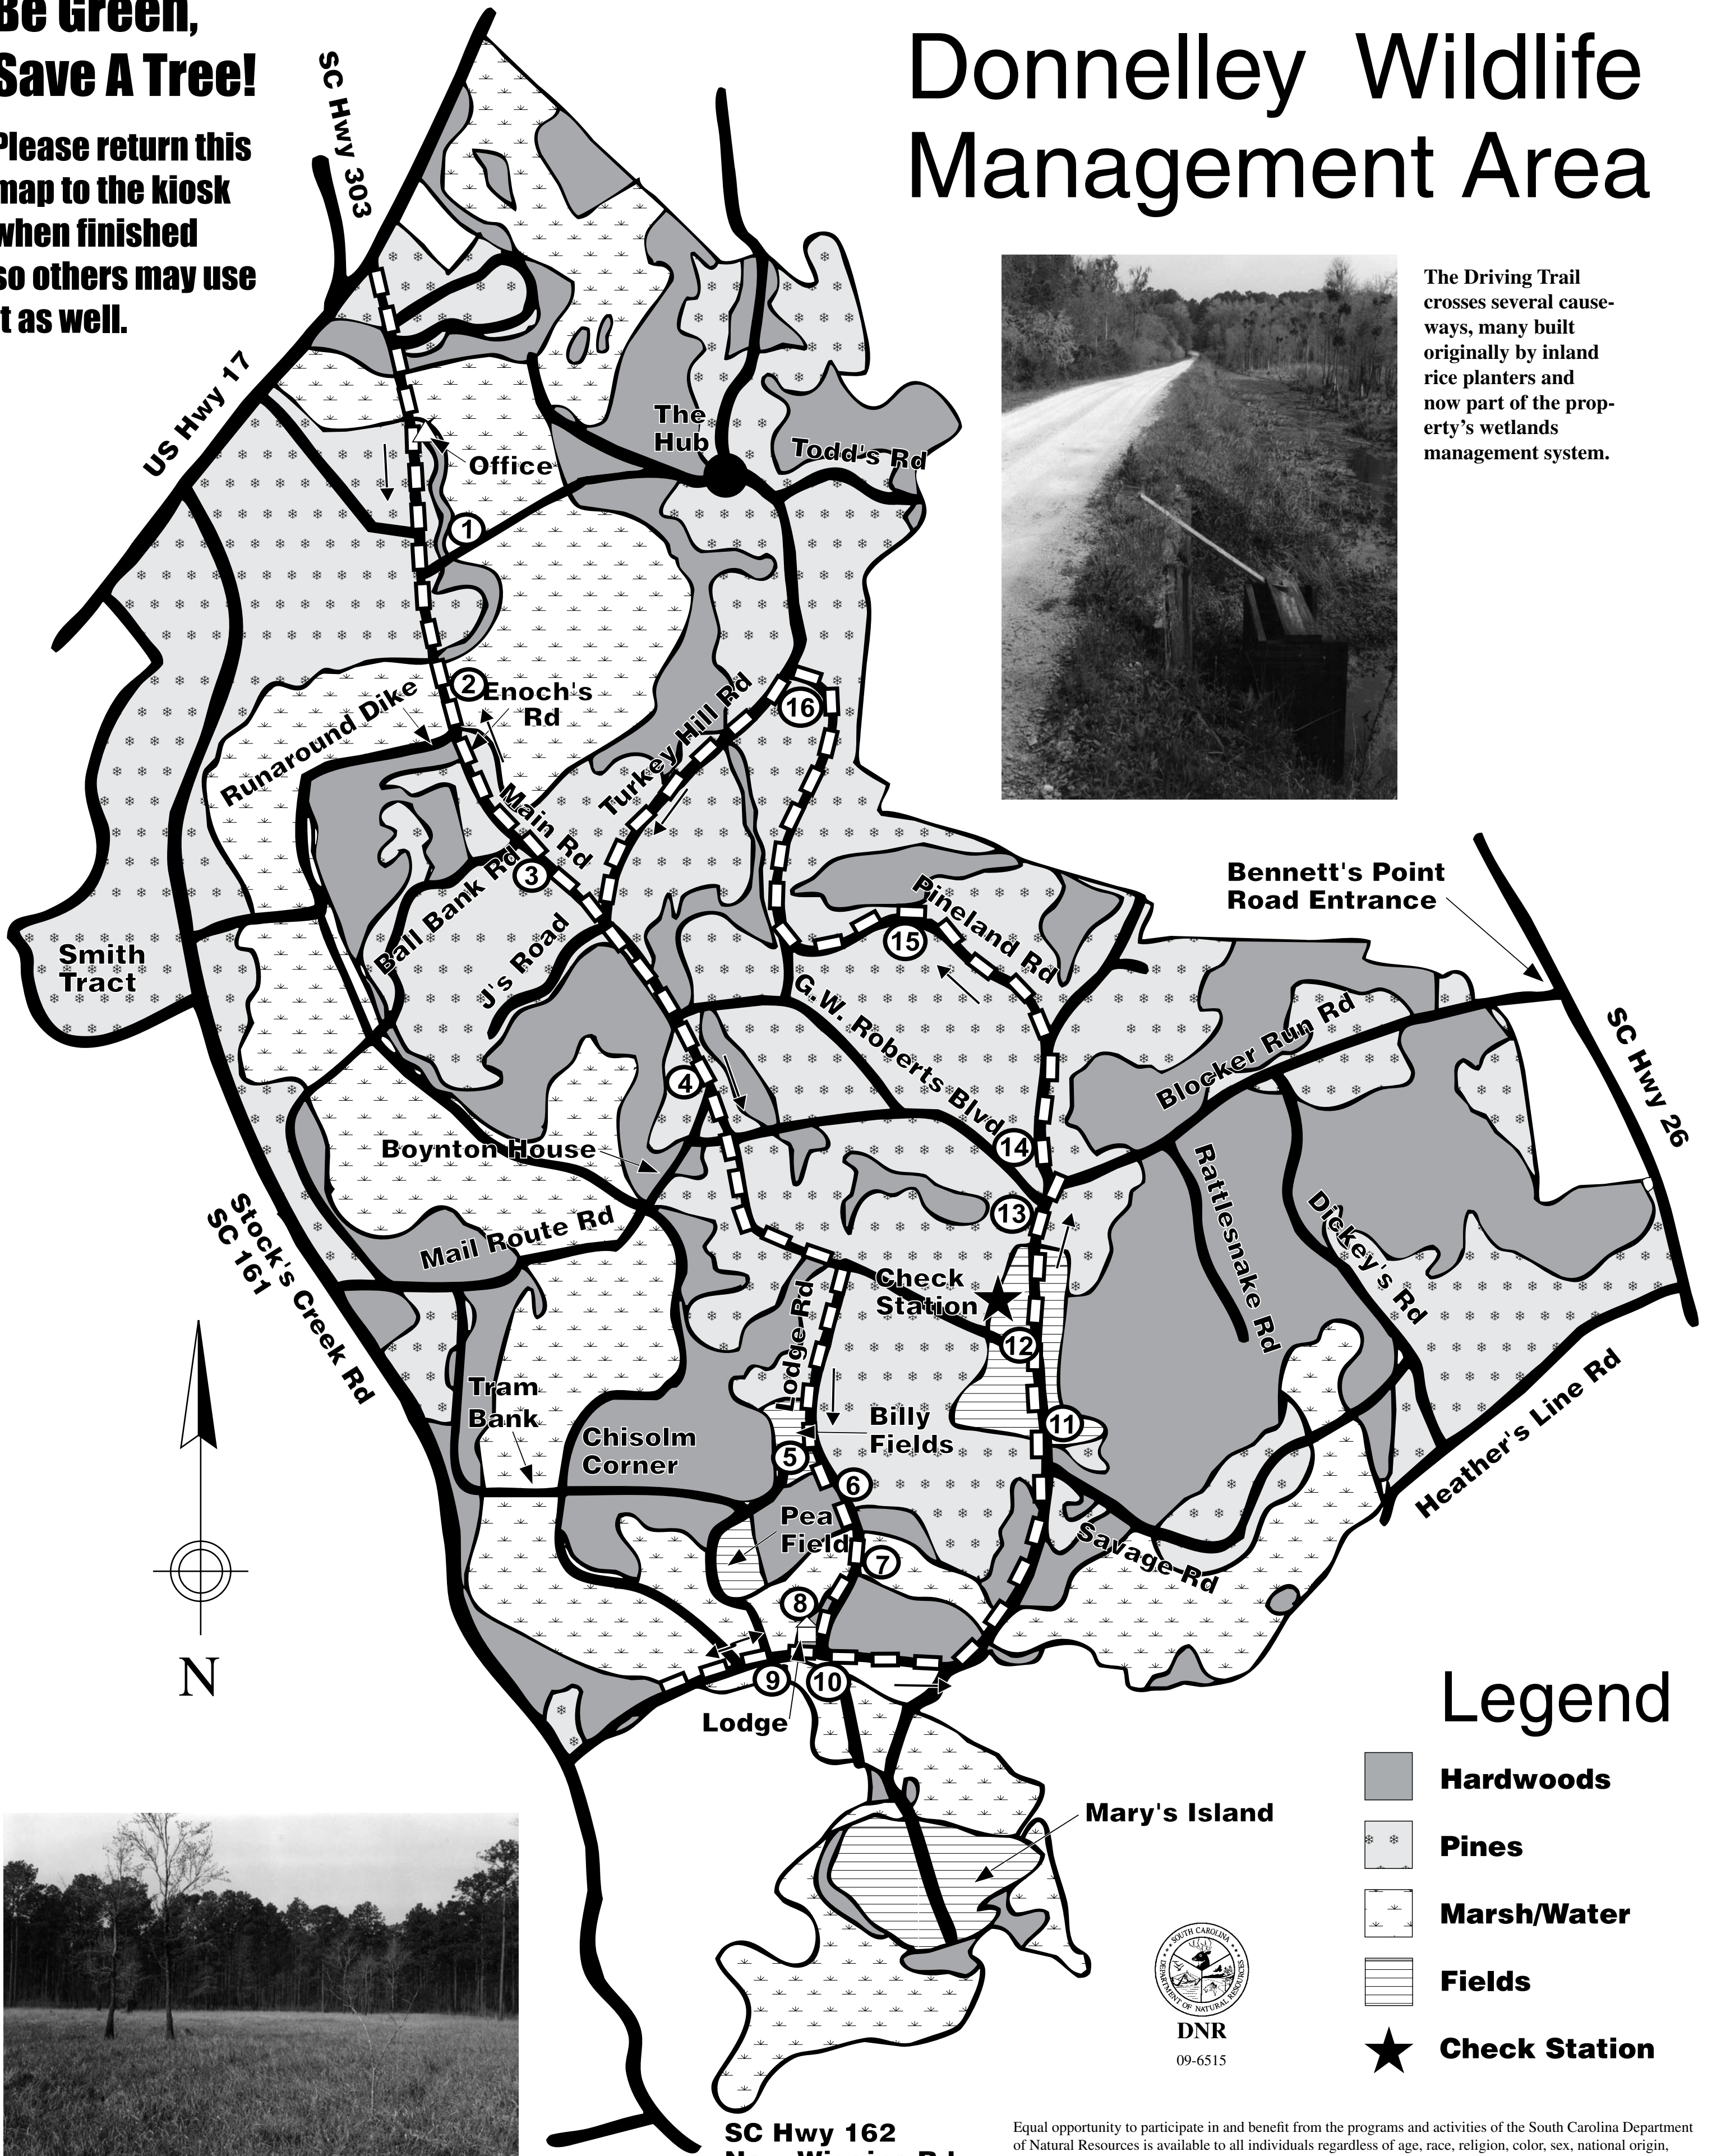 Be Green,
Save A Tree!
Please return this
map to the kiosk
when finished
so others may use
it as well.
Donnelley Wildlife
Management Area
The Driving Trail
crosses several cause-
ways, many built
originally by inland
rice planters and
now part of the prop-
erty's wetlands
management system.
SC Hwy 303
US Hwy 17
The
Hub
Todd's Rd
Office
1
2
Enoch's
Rd
Runaround Dike
Turkey Hill Rd
16
Main Rd
3
Ball Bank Rd
J's Road
Smith
Tract
Pineland Rd
15
Bennett's Point
Road Entrance
G.W. Roberts Blvd
Blocker Run Rd
SC Hwy 26
4
Boynton House
14
13
Rattlesnake Rd
Dickey's Rd
Mail Route Rd
Stock's Creek Rd
SC 161
Check
Station
12
Lodge Rd
Tram
Bank
Chisolm
Corner
Billy
Fields
11
5
6
Heather's Line Rd
Pea
Field
7
Savage Rd
8
9
10
Lodge
N
Mary's Island
Legend
Hardwoods
Pines
Marsh/Water
Fields
Check Station
SOUTH CAROLINA
DEPARTMENT OF NATURAL RESOURCES
DNR
09-6515
SC Hwy 162
Equal opportunity to participate in and benefit from the programs and activities of the South Carolina Department
of Natural Resources is available to all individuals regardless of age, race, religion, color, sex, national origin,